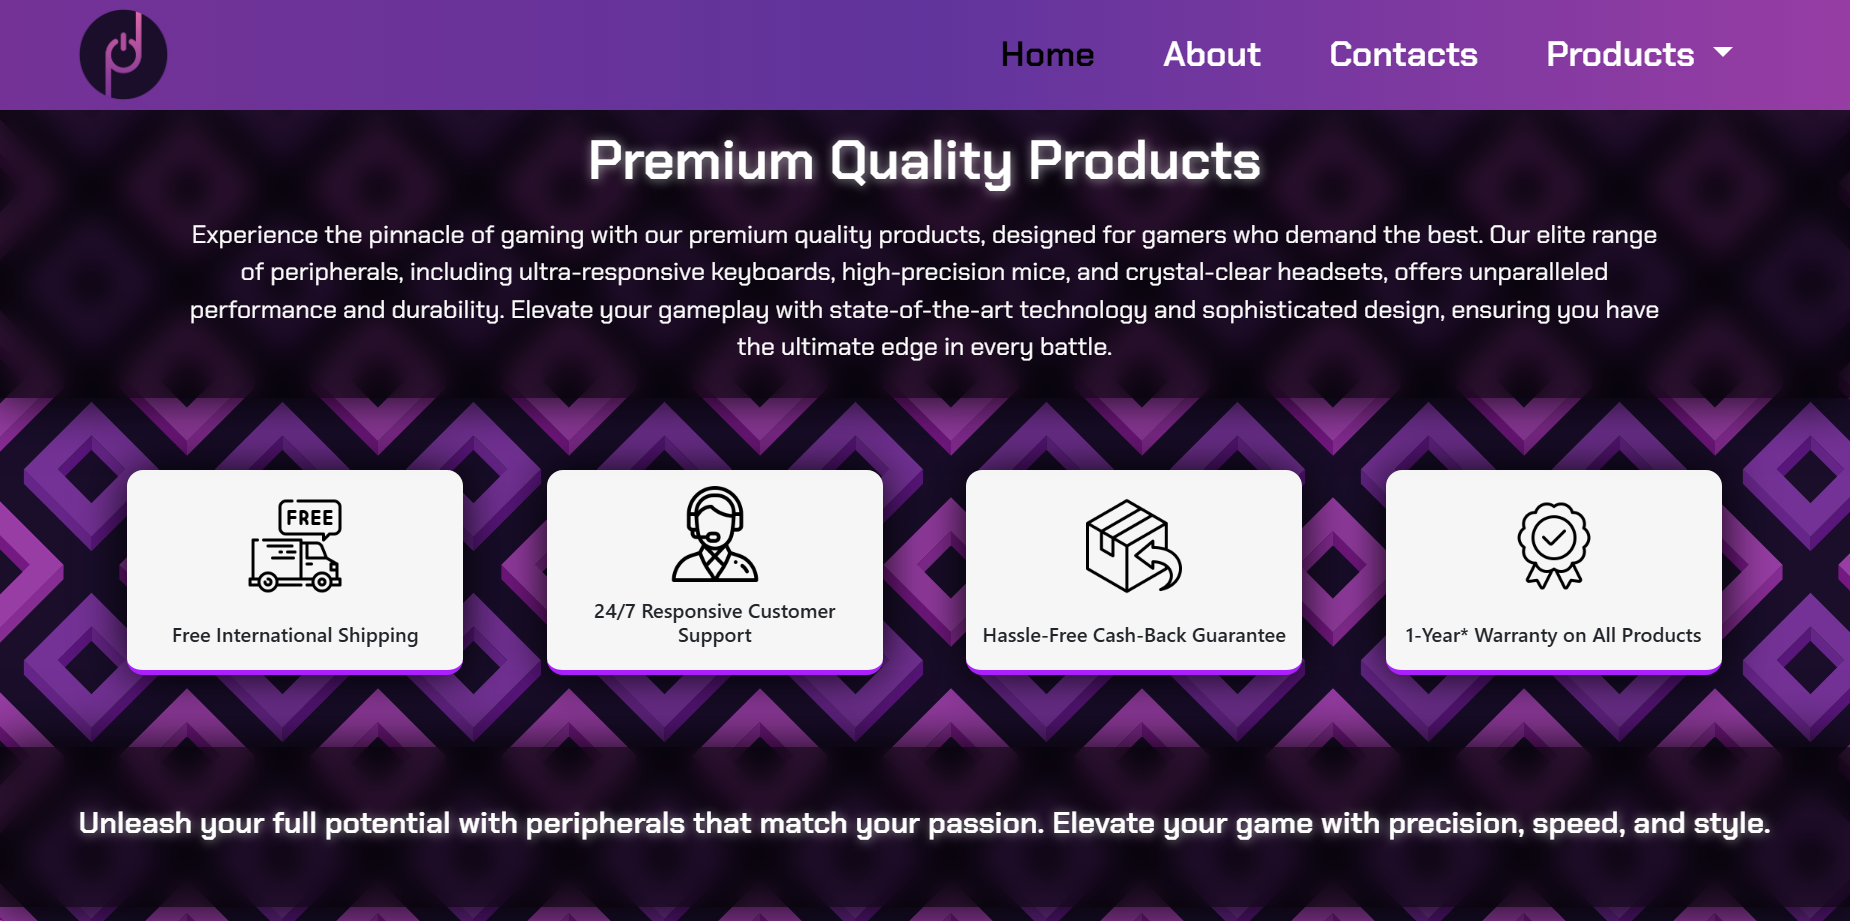 Home About Contacts Products
Premium Quality Products
Experience the pinnacle of gaming with our premium quality products, designed for gamers who demand the best. Our elite range
of peripherals, including ultra-responsive keyboards, high-precision mice, and crystal-clear headsets, offers unparalleled
performance and durability. Elevate your gameplay with state-of-the-art technology and sophisticated design, ensuring you have
the ultimate edge in every battle.
FREE
Free International Shipping
24/7 Responsive Customer
Support
Hassle-Free Cash-Back Guarantee
1-Year* Warranty on All Products
Unleash your full potential with peripherals that match your passion. Elevate your game with precision, speed, and style.